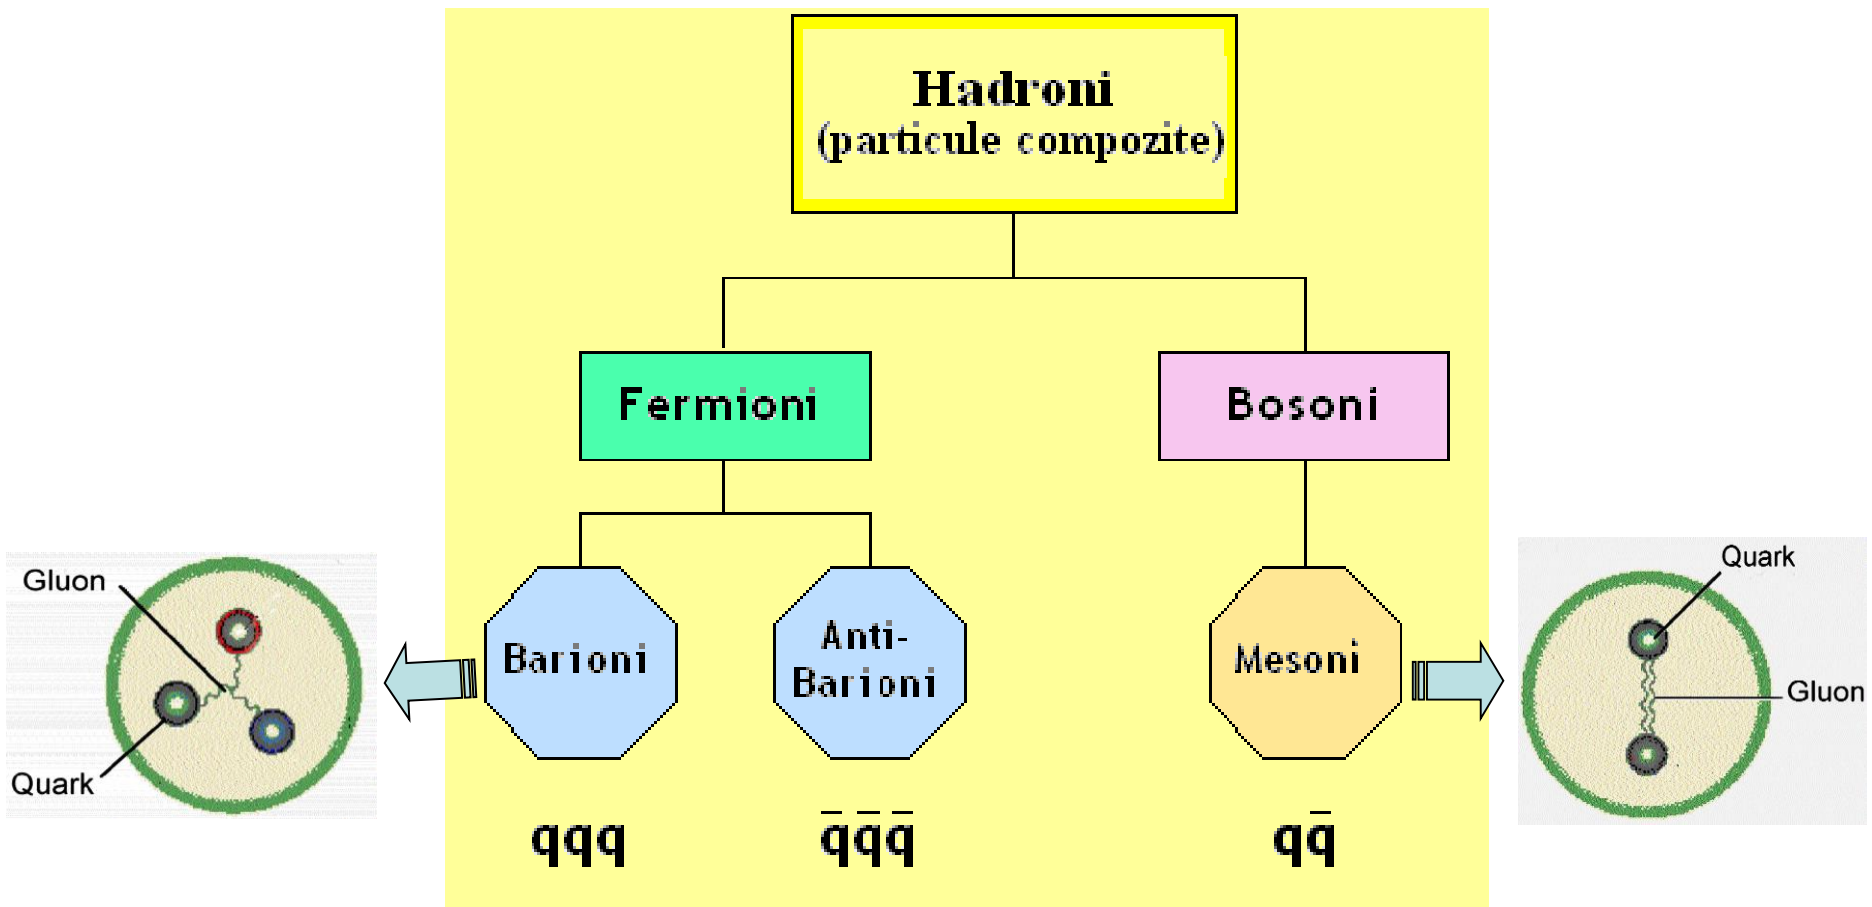 Hadroni
(particule compozite)
Fermioni
Bosoni
Gluon
Quark
Barioni
Anti-
Barioni
Mesoni
Quark
Gluon
qqq
q̄q̄q̄
qq̄